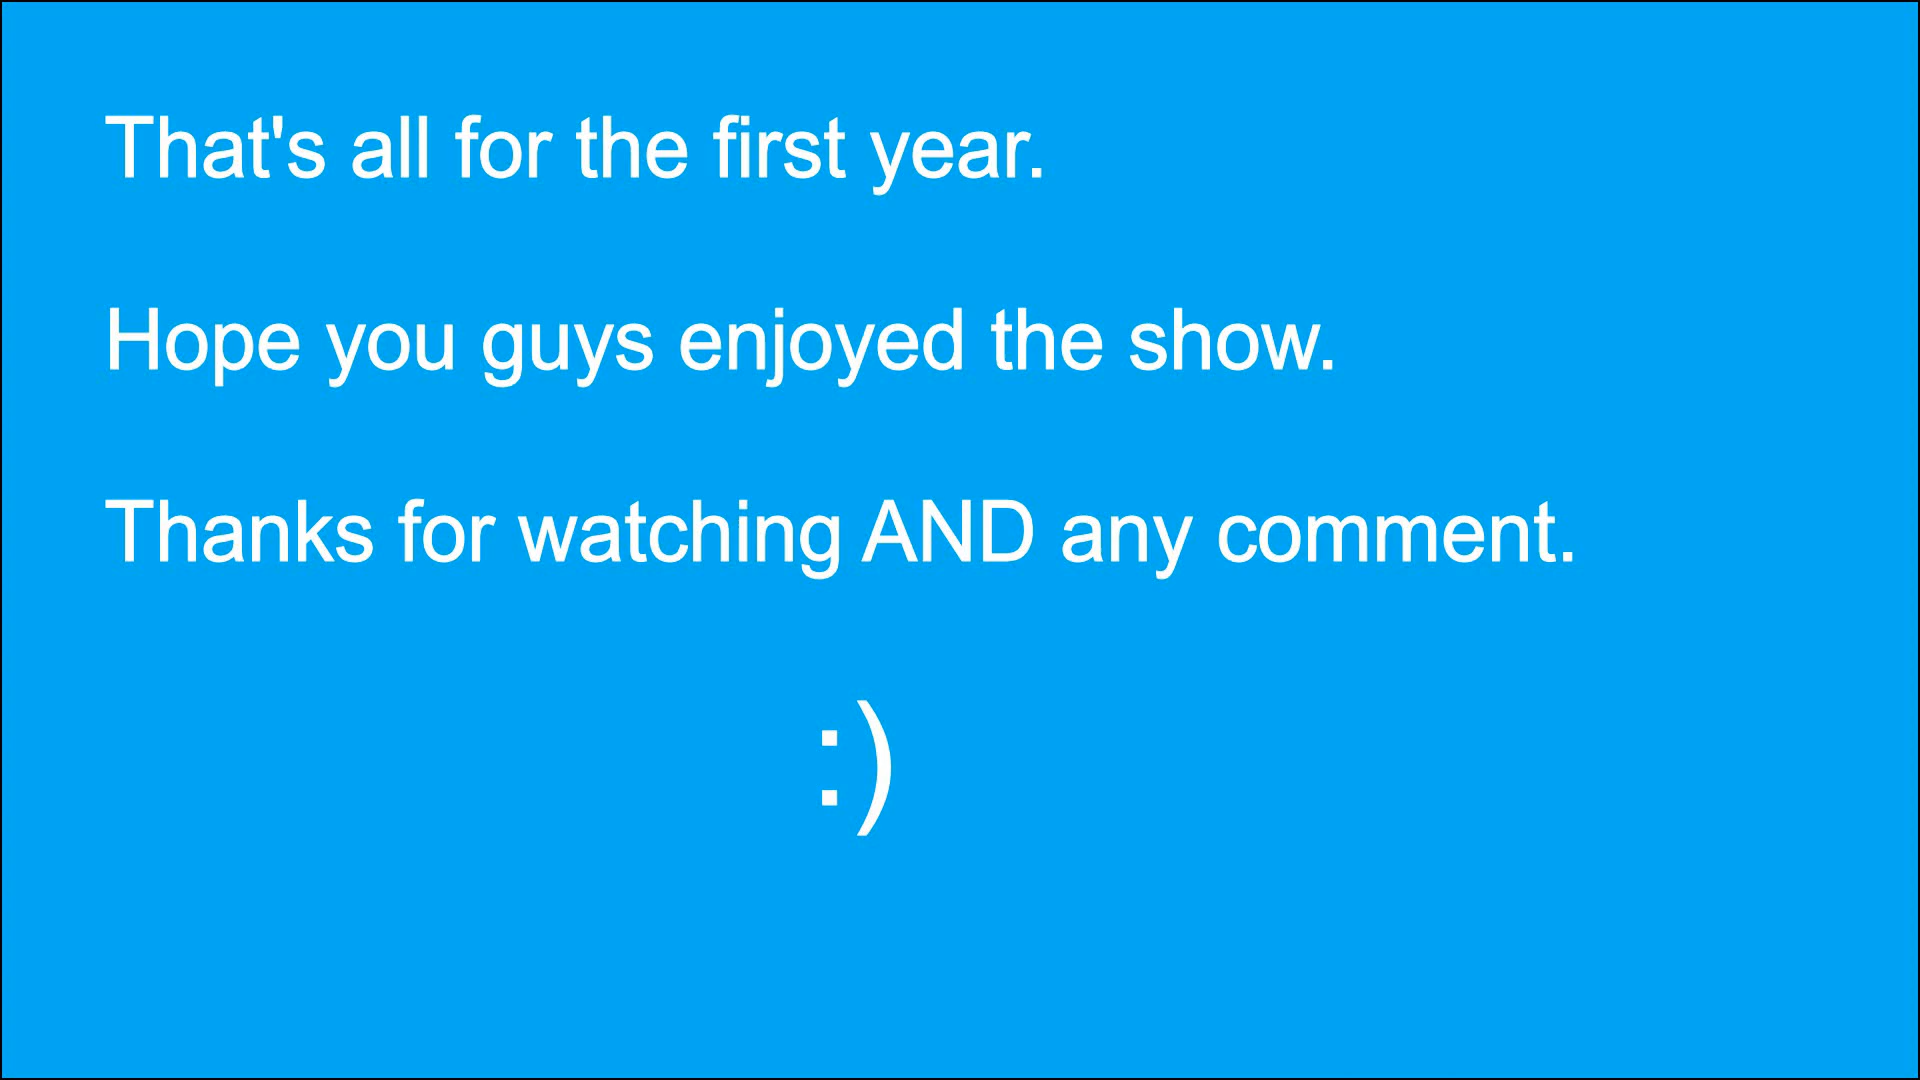 That's all for the first year.
Hope you guys enjoyed the show.
Thanks for watching AND any comment.
:)